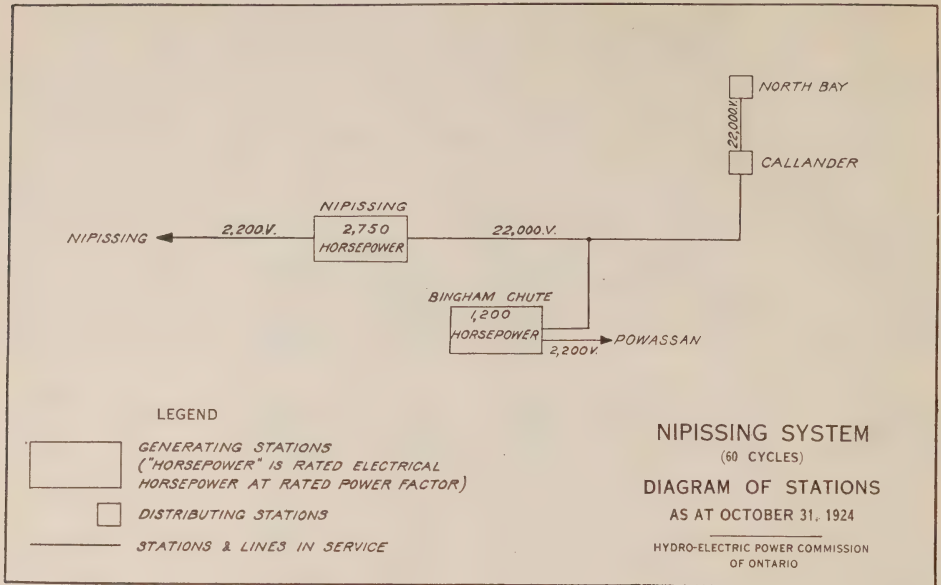 NORTH BAY
22,000.V.
CALLANDER
NIPISSING
NIPISSING
2,200.V.
2,750
HORSEPOWER
22,000.V.
BINGHAM CHUTE
1,200
HORSEPOWER
2,200V.
POWASSAN
LEGEND
GENERATING STATIONS
("HORSEPOWER" IS RATED ELECTRICAL
HORSEPOWER AT RATED POWER FACTOR)
DISTRIBUTING STATIONS
STATIONS & LINES IN SERVICE
NIPISSING SYSTEM
(60 CYCLES)
DIAGRAM OF STATIONS
AS AT OCTOBER 31, 1924
HYDRO-ELECTRIC POWER COMMISSION
OF ONTARIO